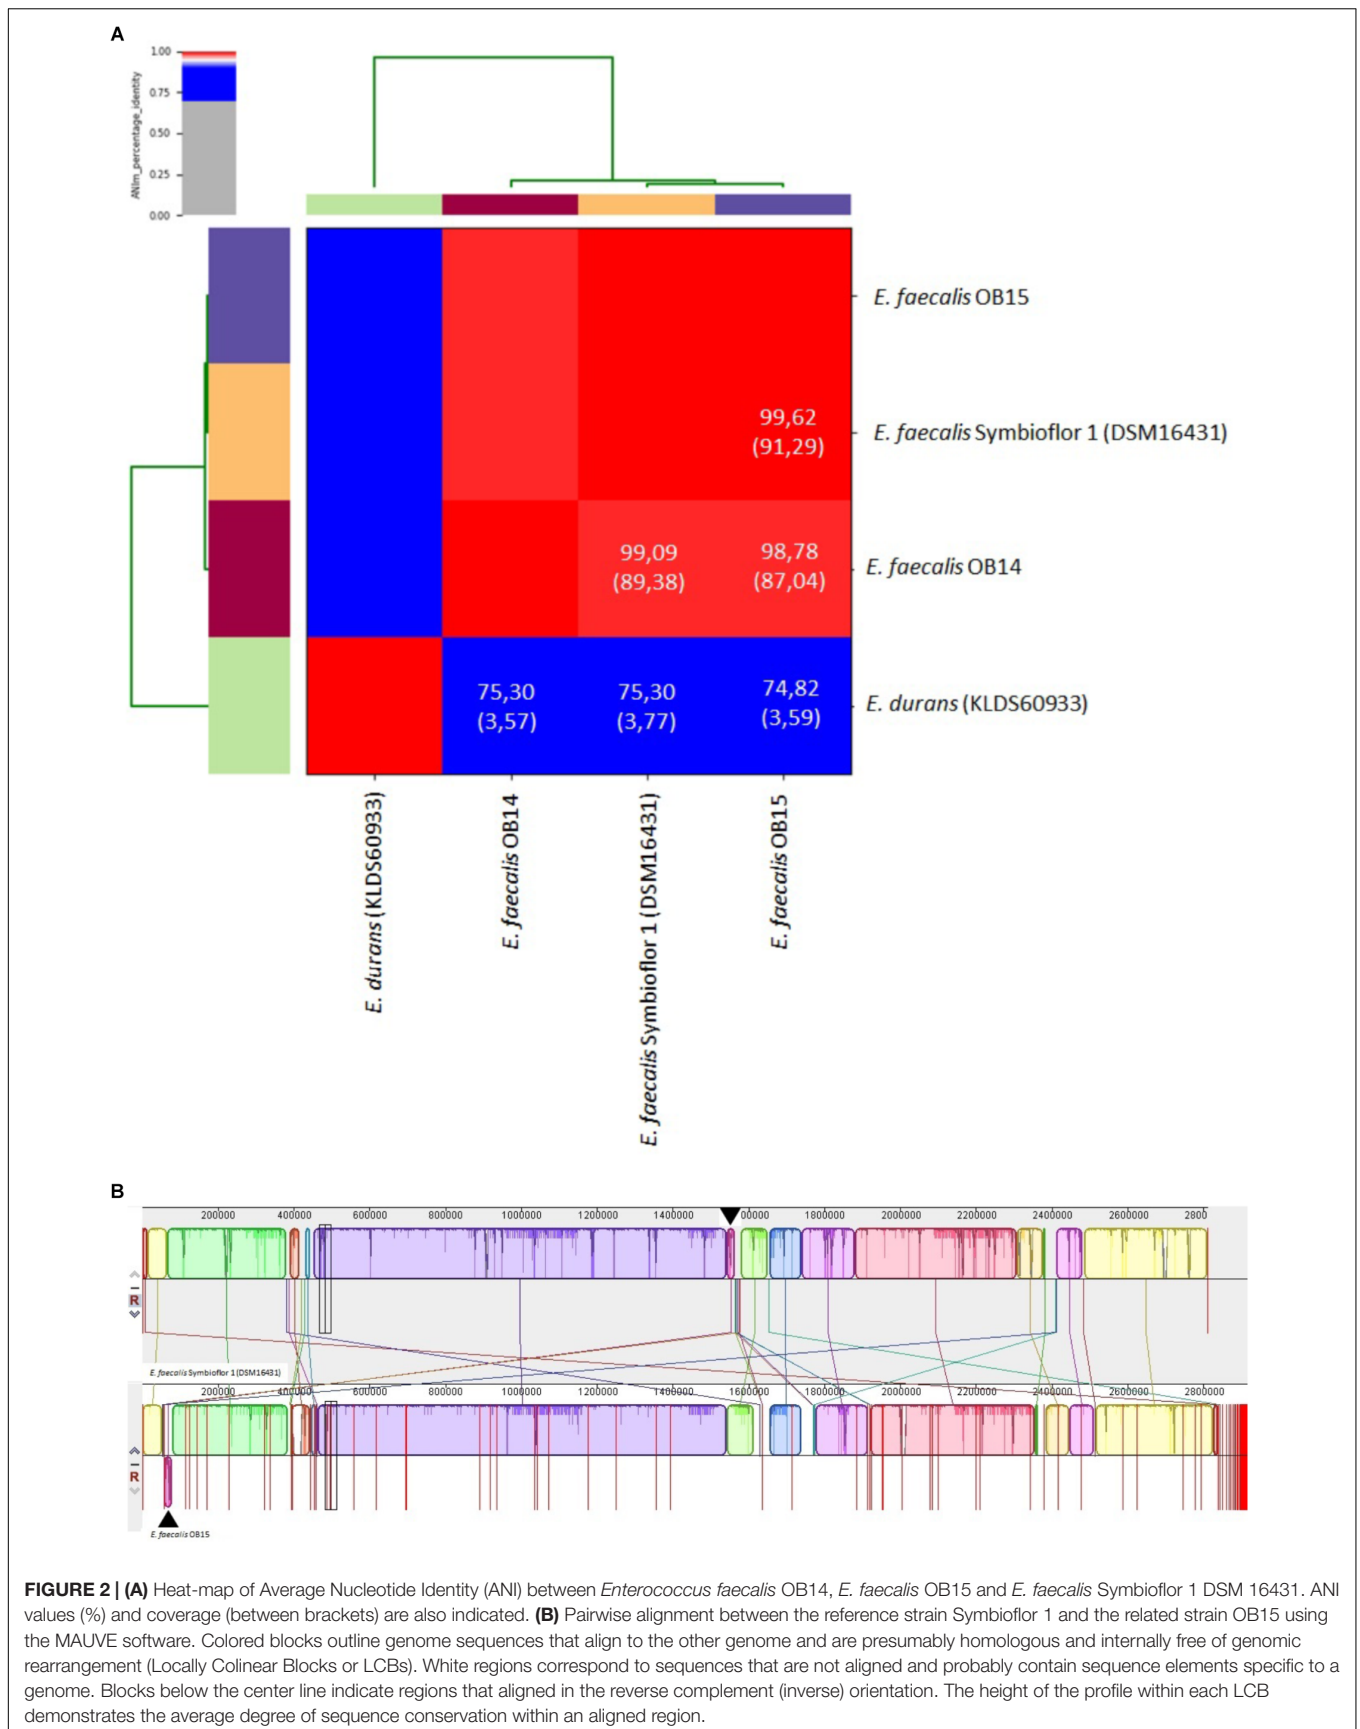 A
1.00
0.75
0.50
0.25
0.00
ANIm_percentage_identity
E. faecalis OB15
99,62
(91,29)
E. faecalis Symbioflor 1 (DSM16431)
99,09
(89,38)
98,78
(87,04)
E. faecalis OB14
75,30
(3,57)
75,30
(3,77)
74,82
(3,59)
E. durans (KLDS60933)
E. durans (KLDS60933)
E. faecalis OB14
E. faecalis Symbioflor 1 (DSM16431)
E. faecalis OB15
B
200000 400000 600000 800000 1000000 1200000 1400000 00000 1800000 2000000 2200000 2400000 2600000 2800
R
E. faecalis Symbioflor 1 (DSM16431)
200000 400000 600000 800000 1000000 1200000 1400000 1600000 1800000 2000000 2200000 2400000 2600000 2800000
R
E. faecalis OB15
FIGURE 2 | (A) Heat-map of Average Nucleotide Identity (ANI) between Enterococcus faecalis OB14, E. faecalis OB15 and E. faecalis Symbioflor 1 DSM 16431. ANI
values (%) and coverage (between brackets) are also indicated. (B) Pairwise alignment between the reference strain Symbioflor 1 and the related strain OB15 using
the MAUVE software. Colored blocks outline genome sequences that align to the other genome and are presumably homologous and internally free of genomic
rearrangement (Locally Colinear Blocks or LCBs). White regions correspond to sequences that are not aligned and probably contain sequence elements specific to a
genome. Blocks below the center line indicate regions that aligned in the reverse complement (inverse) orientation. The height of the profile within each LCB
demonstrates the average degree of sequence conservation within an aligned region.